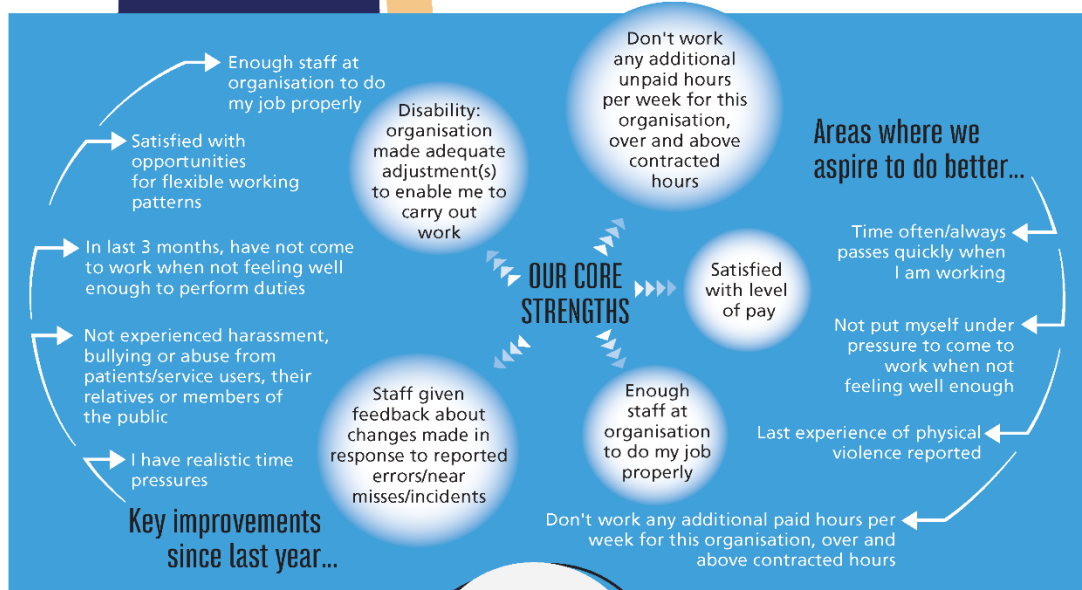 Enough staff at
organisation to do
my job properly
Satisfied with
opportunities
for flexible working
patterns
In last 3 months, have not come
to work when not feeling well
enough to perform duties
Not experienced harassment,
bullying or abuse from
patients/service users, their
relatives or members of
the public
I have realistic time
pressures
Key improvements
since last year...
Disability:
organisation
made adequate
adjustment(s)
to enable me to
carry out
work
Don't work
any additional
unpaid hours
per week for this
organisation,
over and above
contracted
hours
OUR CORE
STRENGTHS
Satisfied
with level
of pay
Staff given
feedback about
changes made in
response to reported
errors/near
misses/incidents
Enough
staff at
organisation
to do my job
properly
Areas where we
aspire to do better...
Time often/always
passes quickly when
I am working
Not put myself under
pressure to come to
work when not
feeling well enough
Last experience of physical
violence reported
Don't work any additional paid hours per
week for this organisation, over and
above contracted hours